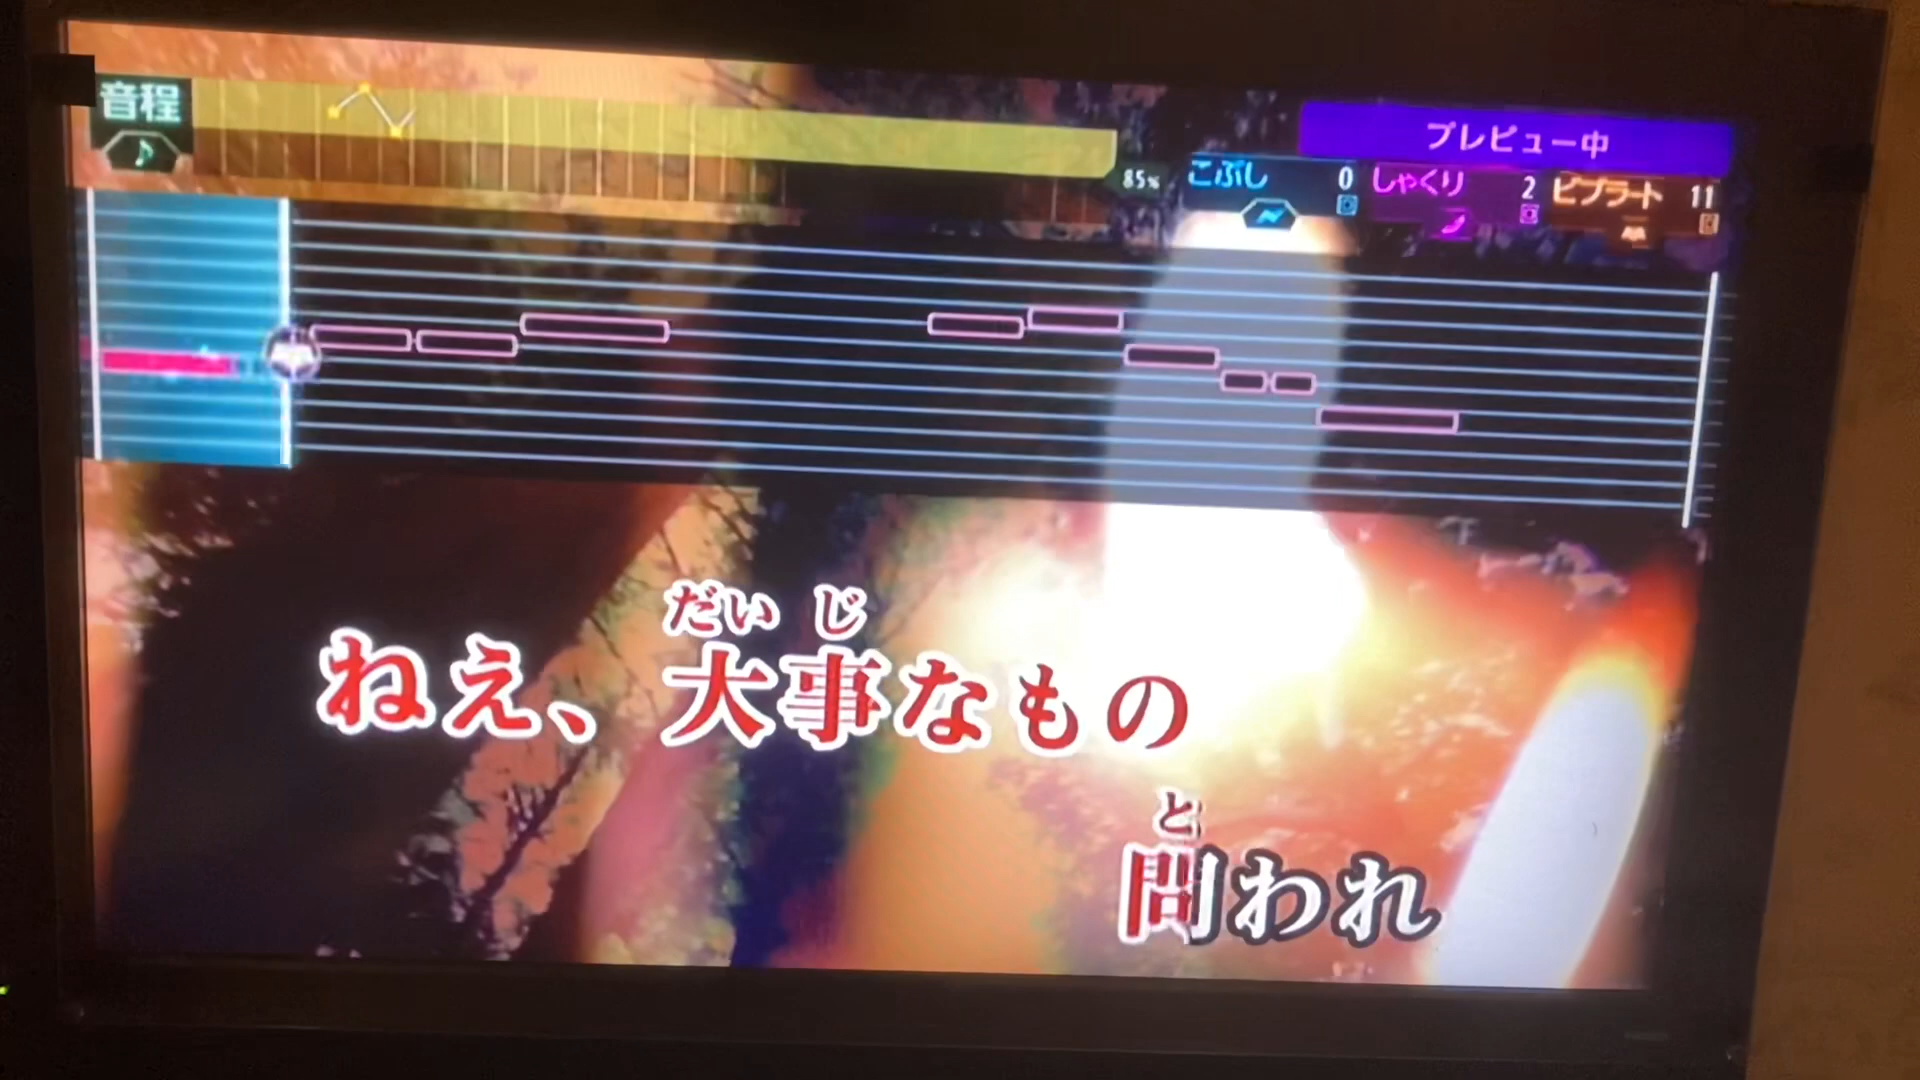 音程
プレビュー中
85%
こぶし 0
しゃくり 2
ビブラート 11
だい じ
ねえ、大事なもの
と
問われ